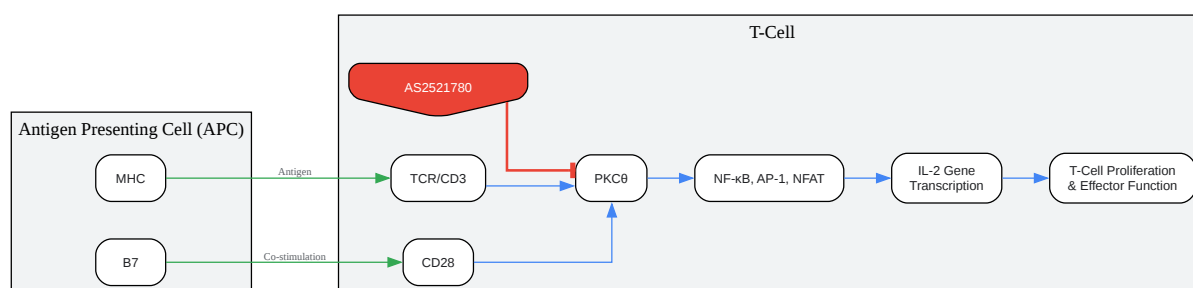 T-Cell
AS2521780
Antigen Presenting Cell (APC)
MHC
Antigen
TCR/CD3
PKCθ
NF-κB, AP-1, NFAT
IL-2 Gene
Transcription
T-Cell Proliferation
& Effector Function
B7
Co-stimulation
CD28